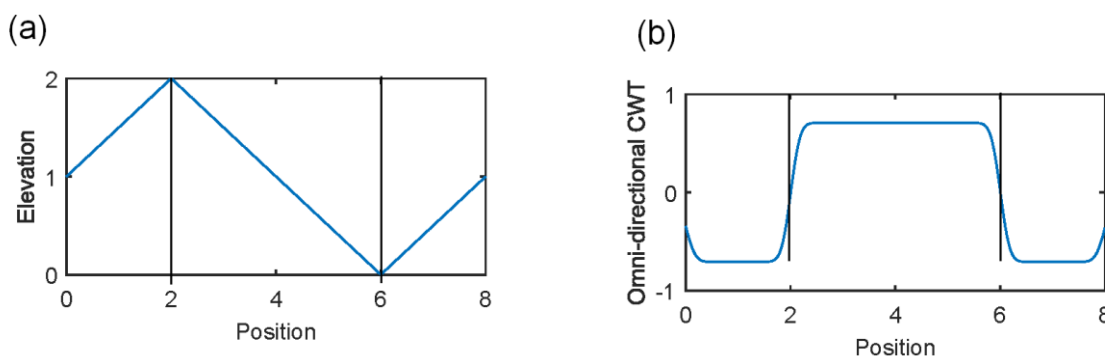 (a)
2
1
0
Elevation
0 2 4 6 8
Position
(b)
1
0
-1
Omni-directional CWT
0 2 4 6 8
Position